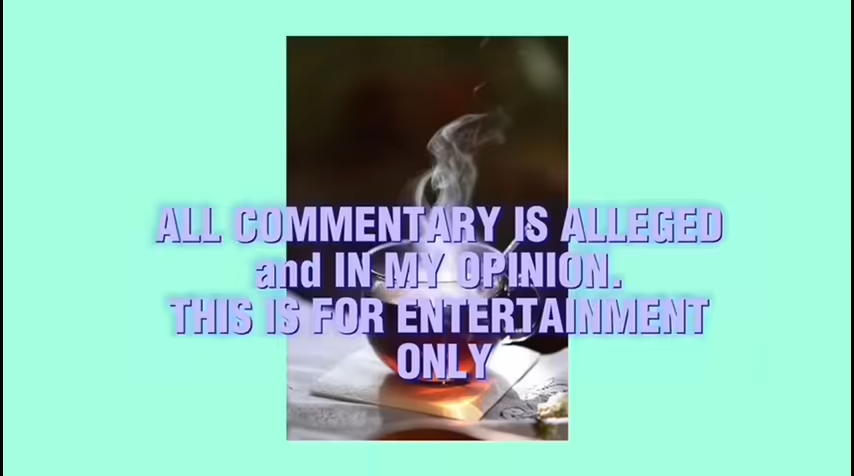 ALL COMMENTARY IS ALLEGED
and IN MY OPINION.
THIS IS FOR ENTERTAINMENT
ONLY